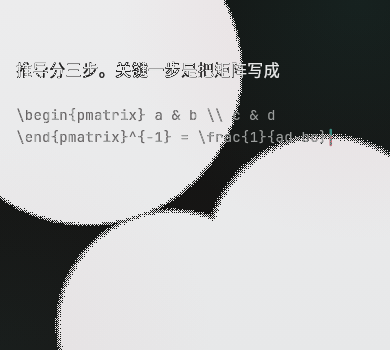 推导分三步。关键一步是把矩阵写成
\begin{pmatrix} a & b \\ c & d
\end{pmatrix}^{-1} = \frac{1}{ad-bc}